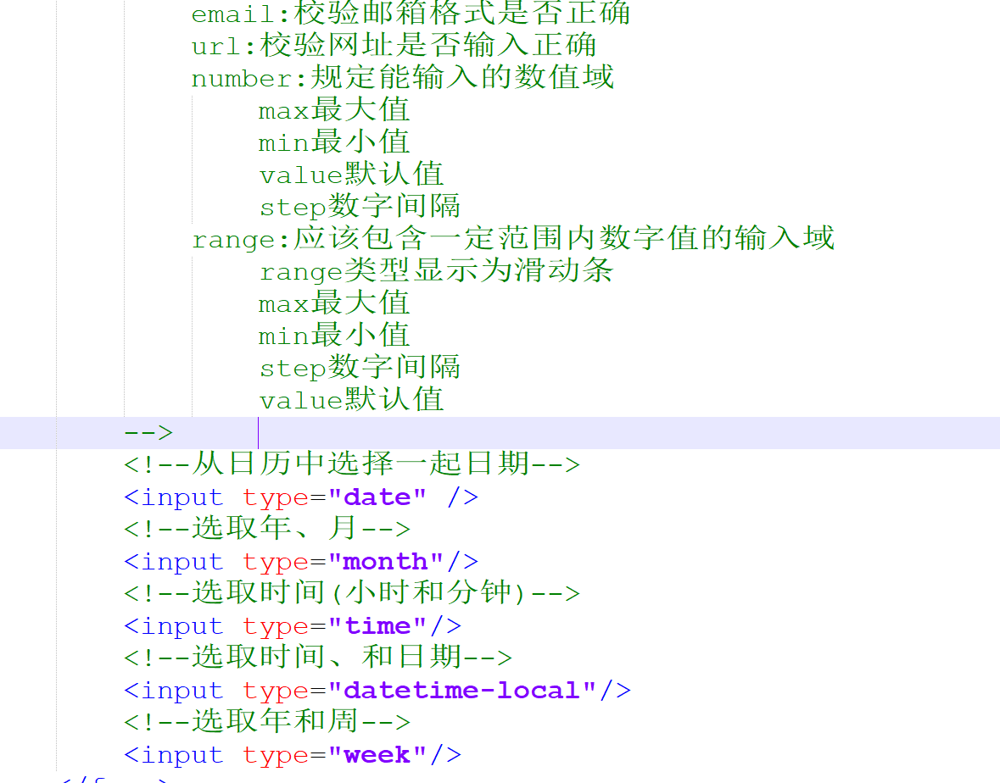 email:校验邮箱格式是否正确
url:校验网址是否输入正确
number:规定能输入的数值域
max最大值
min最小值
value默认值
step数字间隔
range:应该包含一定范围内数字值的输入域
range类型显示为滑动条
max最大值
min最小值
step数字间隔
value默认值
-->
<!--从日历中选择一起日期-->
<input type="date" />
<!--选取年、月-->
<input type="month"/>
<!--选取时间(小时和分钟)-->
<input type="time"/>
<!--选取时间、和日期-->
<input type="datetime-local"/>
<!--选取年和周-->
<input type="week"/>